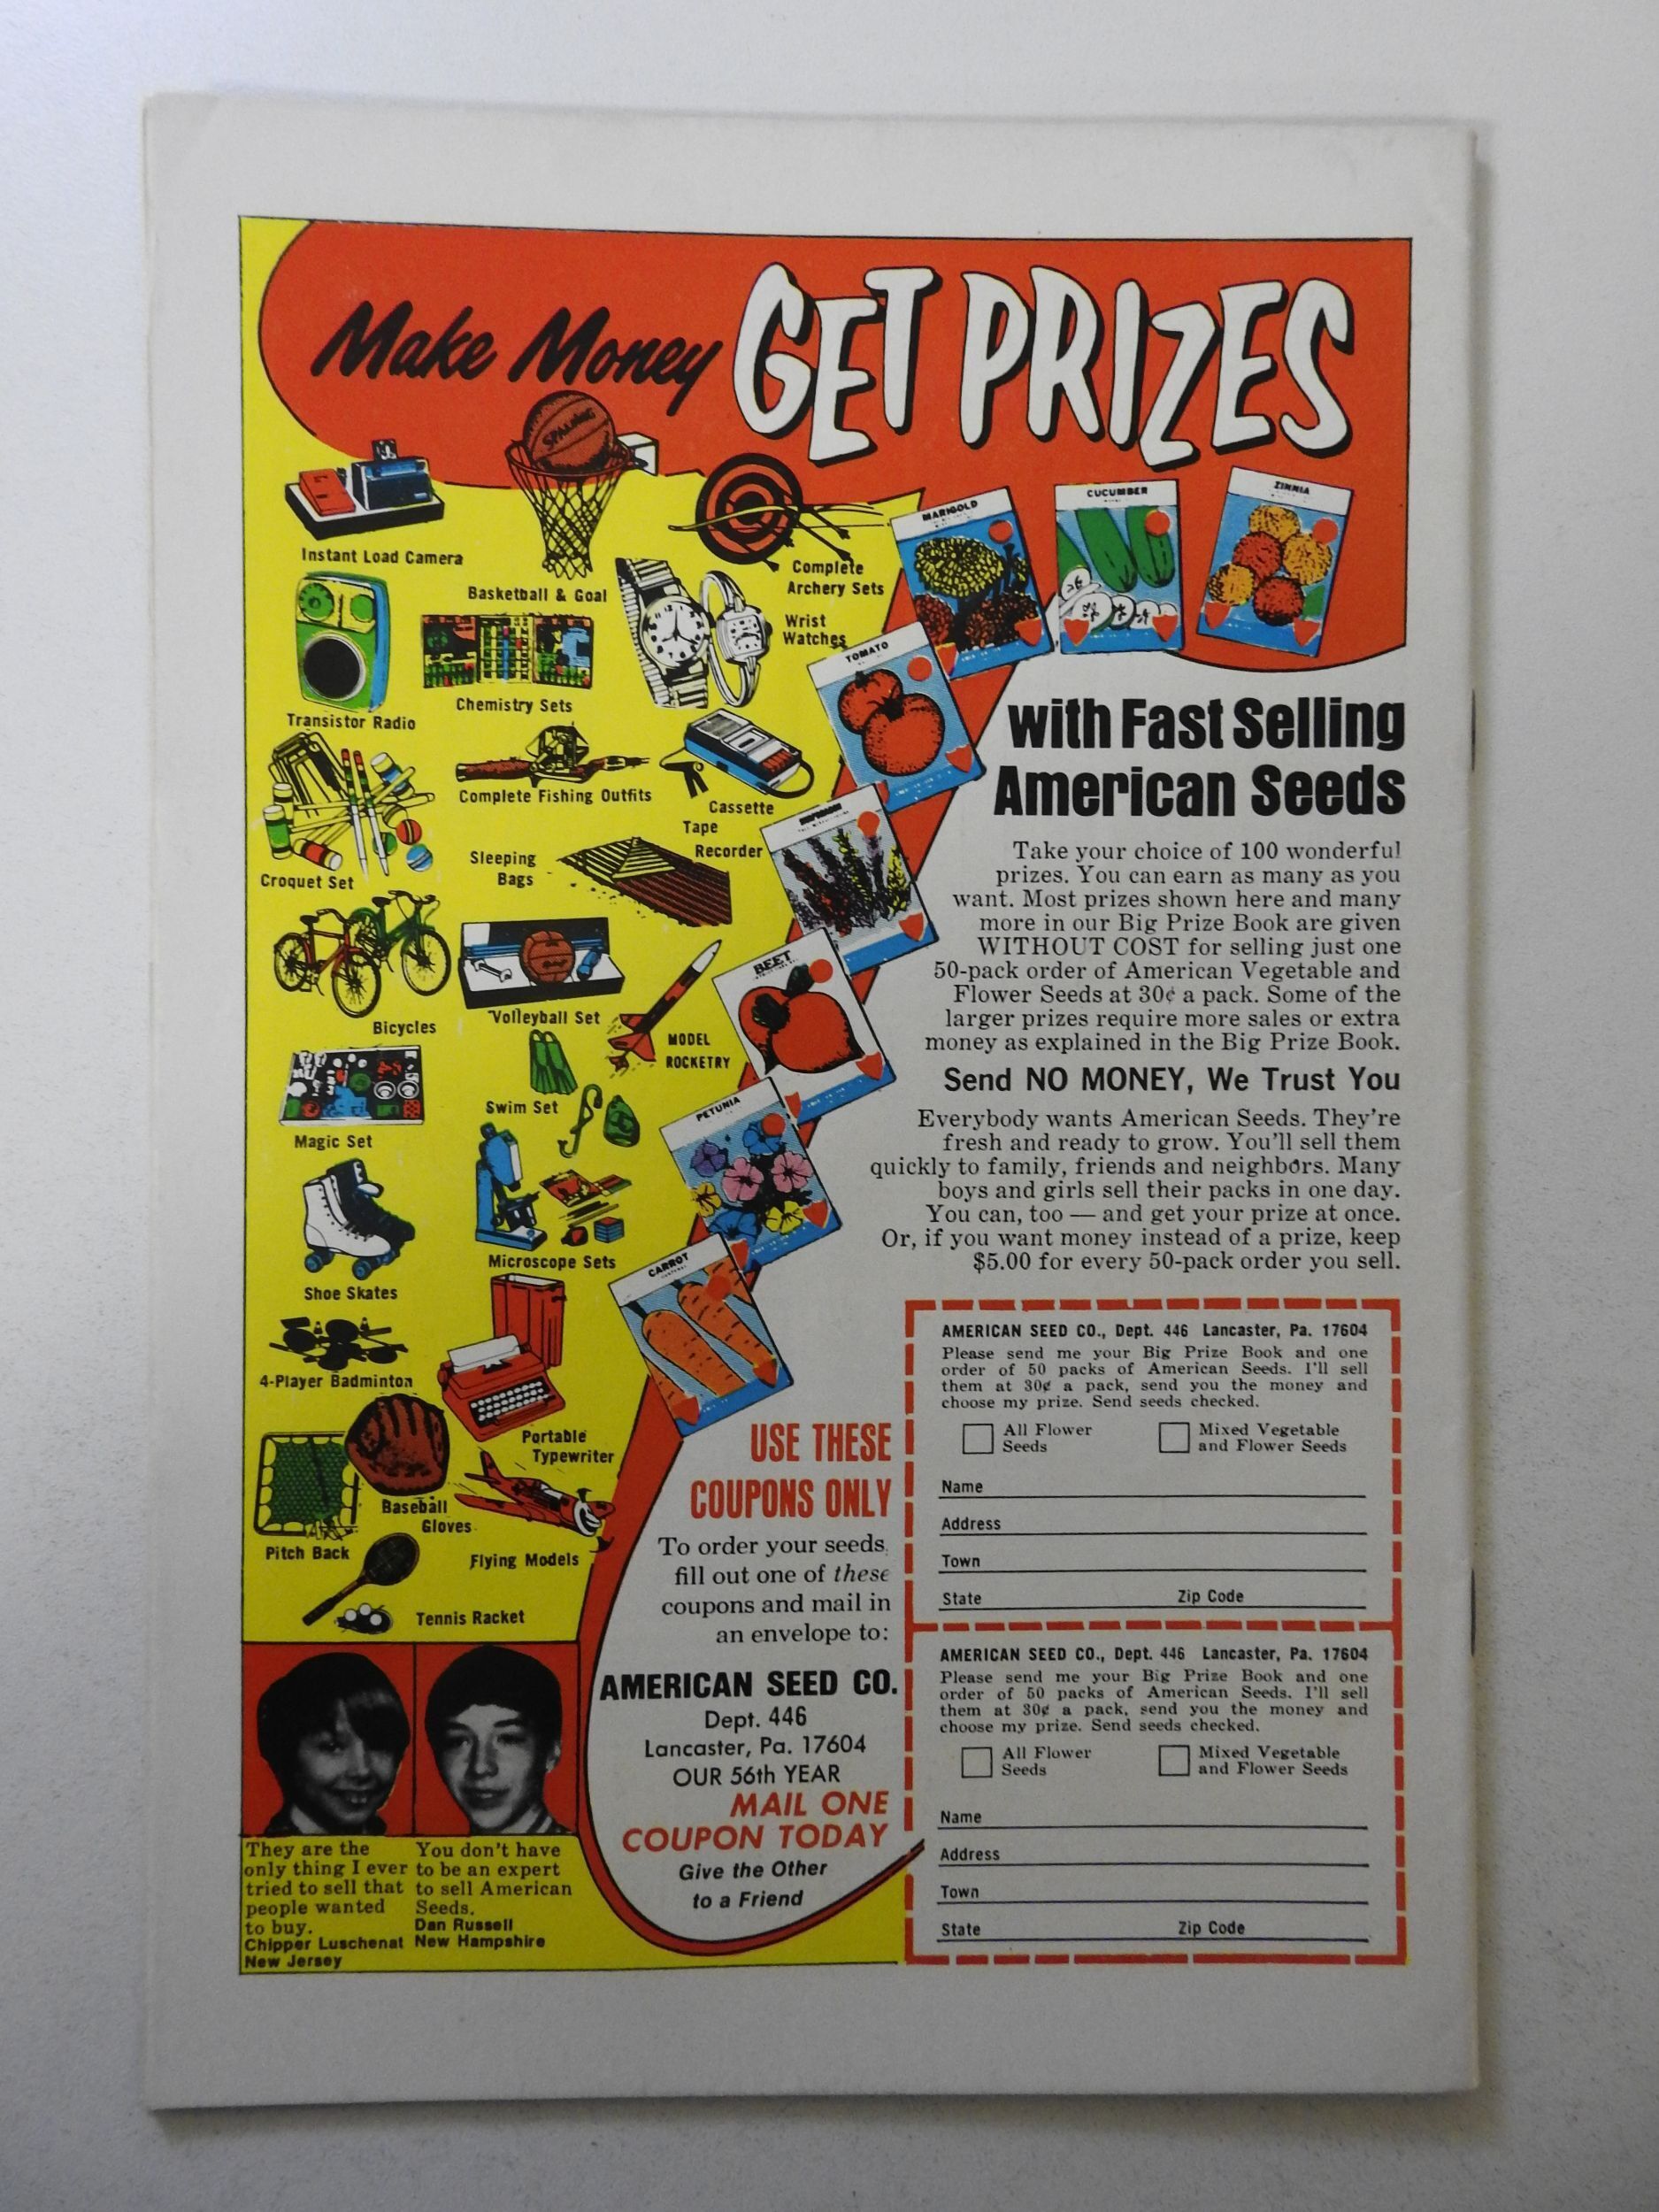 Make Money GET PRIZES
SPALDING
Instant Load Camera
Basketball & Goal
Complete
Archery Sets
Wrist
Watches
Transistor Radio
Chemistry Sets
Complete Fishing Outfits
Cassette
Tape
Recorder
Croquet Set
Sleeping
Bags
Bicycles
Volleyball Set
MODEL
ROCKETRY
Magic Set
Swim Set
Microscope Sets
Shoe Skates
4-Player Badminton
Portable
Typewriter
Baseball
Gloves
Pitch Back
Flying Models
Tennis Racket
MARIGOLD
CUCUMBER
ZINNIA
TOMATO
BEET
PETUNIA
CARROT
with Fast Selling
American Seeds
Take your choice of 100 wonderful
prizes. You can earn as many as you
want. Most prizes shown here and many
more in our Big Prize Book are given
WITHOUT COST for selling just one
50-pack order of American Vegetable and
Flower Seeds at 30¢ a pack. Some of the
larger prizes require more sales or extra
money as explained in the Big Prize Book.
Send NO MONEY, We Trust You
Everybody wants American Seeds. They're
fresh and ready to grow. You'll sell them
quickly to family, friends and neighbors. Many
boys and girls sell their packs in one day.
You can, too — and get your prize at once.
Or, if you want money instead of a prize, keep
$5.00 for every 50-pack order you sell.
USE THESE
COUPONS ONLY
To order your seeds
fill out one of these
coupons and mail in
an envelope to:
AMERICAN SEED CO.
Dept. 446
Lancaster, Pa. 17604
OUR 56th YEAR
MAIL ONE
COUPON TODAY
Give the Other
to a Friend
AMERICAN SEED CO., Dept. 446 Lancaster, Pa. 17604
Please send me your Big Prize Book and one
order of 50 packs of American Seeds. I'll sell
them at 30¢ a pack, send you the money and
choose my prize. Send seeds checked.
All Flower
Seeds
Mixed Vegetable
and Flower Seeds
Name
Address
Town
State Zip Code
AMERICAN SEED CO., Dept. 446 Lancaster, Pa. 17604
Please send me your Big Prize Book and one
order of 50 packs of American Seeds. I'll sell
them at 30¢ a pack, send you the money and
choose my prize. Send seeds checked.
All Flower
Seeds
Mixed Vegetable
and Flower Seeds
Name
Address
Town
State Zip Code
They are the
only thing I ever
tried to sell that
people wanted
to buy.
Chipper Luschenat
New Jersey
You don't have
to be an expert
to sell American
Seeds.
Dan Russell
New Hampshire